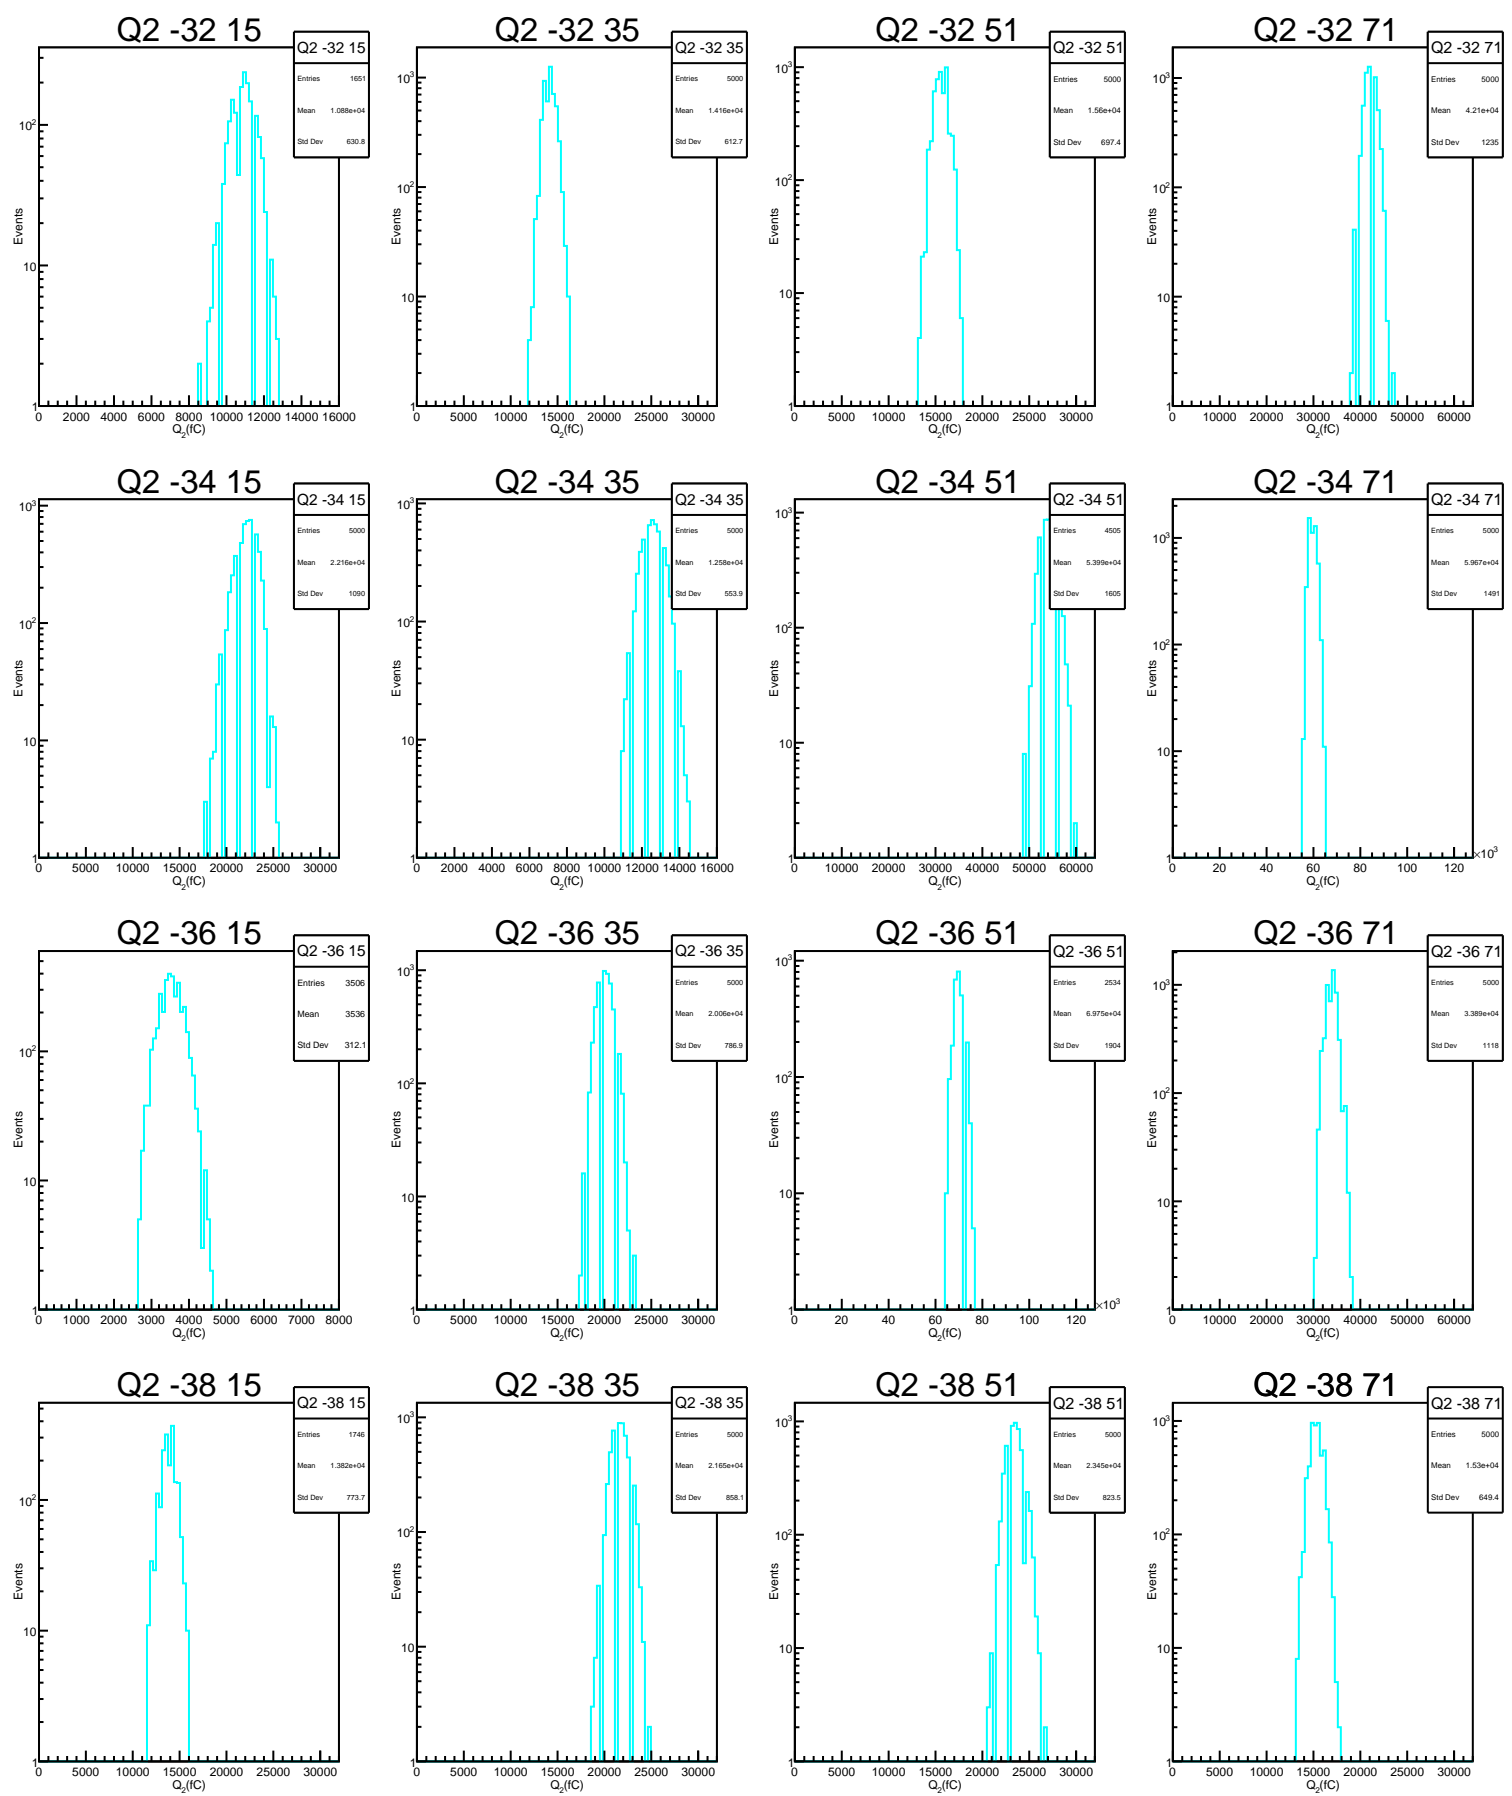 Q2 -32 15
Q2 -32 15
Entries 1651
Mean 1.088e+04
Std Dev 630.8
Events
1 10 10²
0 2000 4000 6000 8000 10000 12000 14000 16000
Q₂(fC)
Q2 -32 35
Q2 -32 35
Entries 5000
Mean 1.416e+04
Std Dev 612.7
Events
1 10 10² 10³
0 5000 10000 15000 20000 25000 30000
Q₂(fC)
Q2 -32 51
Q2 -32 51
Entries 5000
Mean 1.56e+04
Std Dev 697.4
Events
1 10 10² 10³
0 5000 10000 15000 20000 25000 30000
Q₂(fC)
Q2 -32 71
Q2 -32 71
Entries 5000
Mean 4.21e+04
Std Dev 1235
Events
1 10 10² 10³
0 10000 20000 30000 40000 50000 60000
Q₂(fC)
Q2 -34 15
Q2 -34 15
Entries 5000
Mean 2.216e+04
Std Dev 1090
Events
1 10 10² 10³
0 5000 10000 15000 20000 25000 30000
Q₂(fC)
Q2 -34 35
Q2 -34 35
Entries 5000
Mean 1.258e+04
Std Dev 553.9
Events
1 10 10² 10³
0 2000 4000 6000 8000 10000 12000 14000 16000
Q₂(fC)
Q2 -34 51
Q2 -34 51
Entries 4505
Mean 5.399e+04
Std Dev 1605
Events
1 10 10² 10³
0 10000 20000 30000 40000 50000 60000
Q₂(fC)
Q2 -34 71
Q2 -34 71
Entries 5000
Mean 5.967e+04
Std Dev 1491
Events
1 10 10² 10³
0 20 40 60 80 100 120 ×10³
Q₂(fC)
Q2 -36 15
Q2 -36 15
Entries 3506
Mean 3536
Std Dev 312.1
Events
1 10 10²
0 1000 2000 3000 4000 5000 6000 7000 8000
Q₂(fC)
Q2 -36 35
Q2 -36 35
Entries 5000
Mean 2.006e+04
Std Dev 786.9
Events
1 10 10² 10³
0 5000 10000 15000 20000 25000 30000
Q₂(fC)
Q2 -36 51
Q2 -36 51
Entries 2534
Mean 6.975e+04
Std Dev 1904
Events
1 10 10² 10³
0 20 40 60 80 100 120 ×10³
Q₂(fC)
Q2 -36 71
Q2 -36 71
Entries 5000
Mean 3.389e+04
Std Dev 1118
Events
1 10 10² 10³
0 10000 20000 30000 40000 50000 60000
Q₂(fC)
Q2 -38 15
Q2 -38 15
Entries 1746
Mean 1.382e+04
Std Dev 773.7
Events
1 10 10²
0 5000 10000 15000 20000 25000 30000
Q₂(fC)
Q2 -38 35
Q2 -38 35
Entries 5000
Mean 2.165e+04
Std Dev 858.1
Events
1 10 10² 10³
0 5000 10000 15000 20000 25000 30000
Q₂(fC)
Q2 -38 51
Q2 -38 51
Entries 5000
Mean 2.345e+04
Std Dev 823.5
Events
1 10 10² 10³
0 5000 10000 15000 20000 25000 30000
Q₂(fC)
Q2 -38 71
Q2 -38 71
Entries 5000
Mean 1.53e+04
Std Dev 649.4
Events
1 10 10² 10³
0 5000 10000 15000 20000 25000 30000
Q₂(fC)